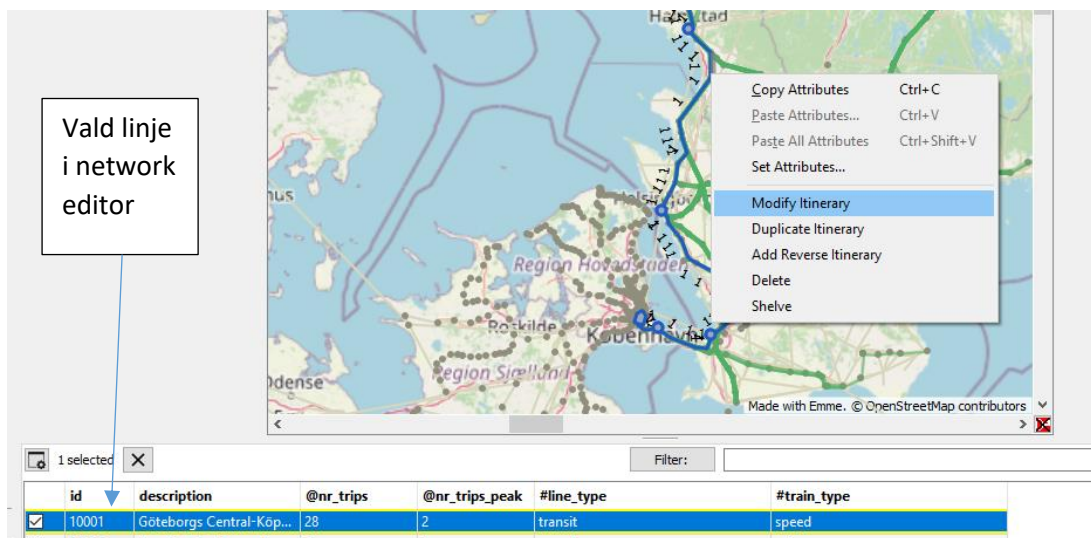 Halmstad
Vald linje
i network
editor
Copy Attributes Ctrl+C
Paste Attributes... Ctrl+V
Paste All Attributes Ctrl+Shift+V
Set Attributes...
Modify Itinerary
Duplicate Itinerary
Add Reverse Itinerary
Delete
Shelve
hus
Region Hovedstaden
Roskilde
København
Region Sjælland
Odense
Made with Emme. © OpenStreetMap contributors
1 selected
Filter:
id description @nr_trips @nr_trips_peak #line_type #train_type
10001 Göteborgs Central-Köp... 28 2 transit speed